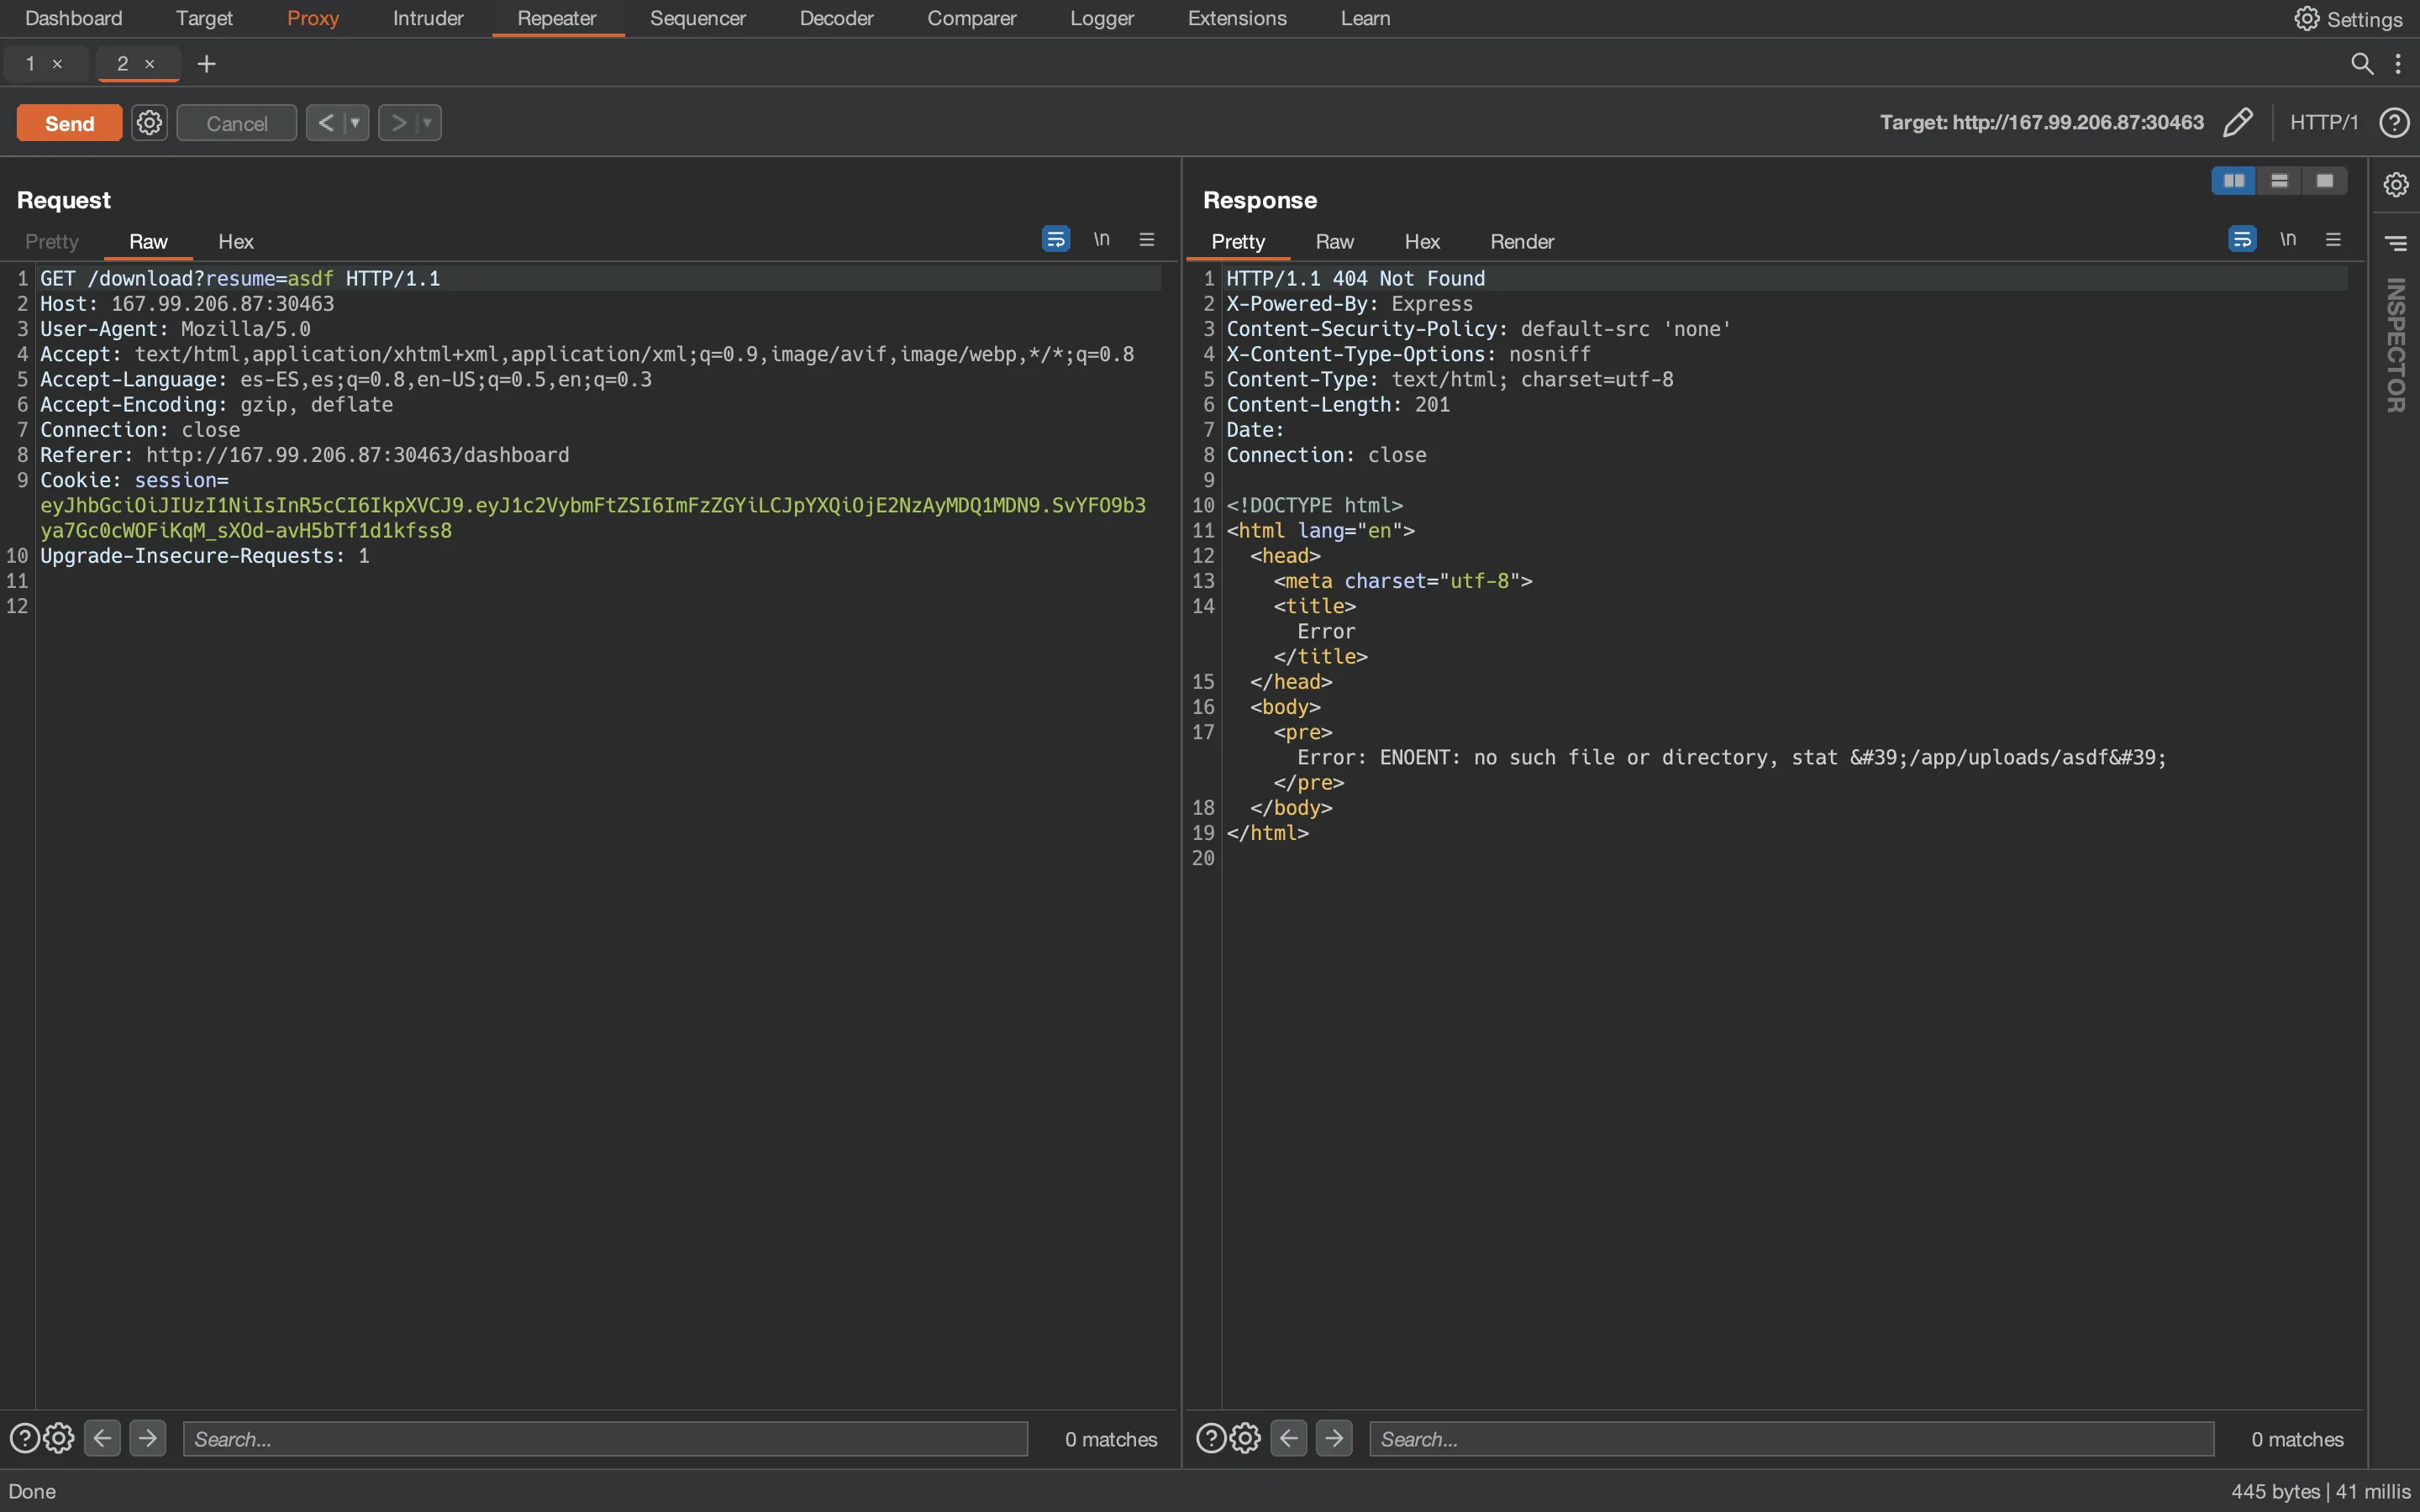 Dashboard Target Proxy Intruder Repeater Sequencer Decoder Comparer Logger Extensions Learn Settings
1 × 2 × +
Send Cancel < > Target: http://167.99.206.87:30463 HTTP/1 ?
Request
Pretty Raw Hex \n
1 GET /download?resume=asdf HTTP/1.1
2 Host: 167.99.206.87:30463
3 User-Agent: Mozilla/5.0
4 Accept: text/html,application/xhtml+xml,application/xml;q=0.9,image/avif,image/webp,*/*;q=0.8
5 Accept-Language: es-ES,es;q=0.8,en-US;q=0.5,en;q=0.3
6 Accept-Encoding: gzip, deflate
7 Connection: close
8 Referer: http://167.99.206.87:30463/dashboard
9 Cookie: session=
eyJhbGciOiJIUzI1NiIsInR5cCI6IkpXVCJ9.eyJ1c2VybmFtZSI6ImFzZGYiLCJpYXQiOjE2NzAyMDQ1MDN9.SvYFO9b3
ya7Gc0cWOFiKqM_sXOd-avH5bTf1d1kfss8
10 Upgrade-Insecure-Requests: 1
11
12
Response
Pretty Raw Hex Render \n
1 HTTP/1.1 404 Not Found
2 X-Powered-By: Express
3 Content-Security-Policy: default-src 'none'
4 X-Content-Type-Options: nosniff
5 Content-Type: text/html; charset=utf-8
6 Content-Length: 201
7 Date:
8 Connection: close
9
10 <!DOCTYPE html>
11 <html lang="en">
12 <head>
13 <meta charset="utf-8">
14 <title>
Error
</title>
15 </head>
16 <body>
17 <pre>
Error: ENOENT: no such file or directory, stat &#39;/app/uploads/asdf&#39;
</pre>
18 </body>
19 </html>
20
INSPECTOR
? Search... 0 matches
? Search... 0 matches
Done 445 bytes | 41 millis